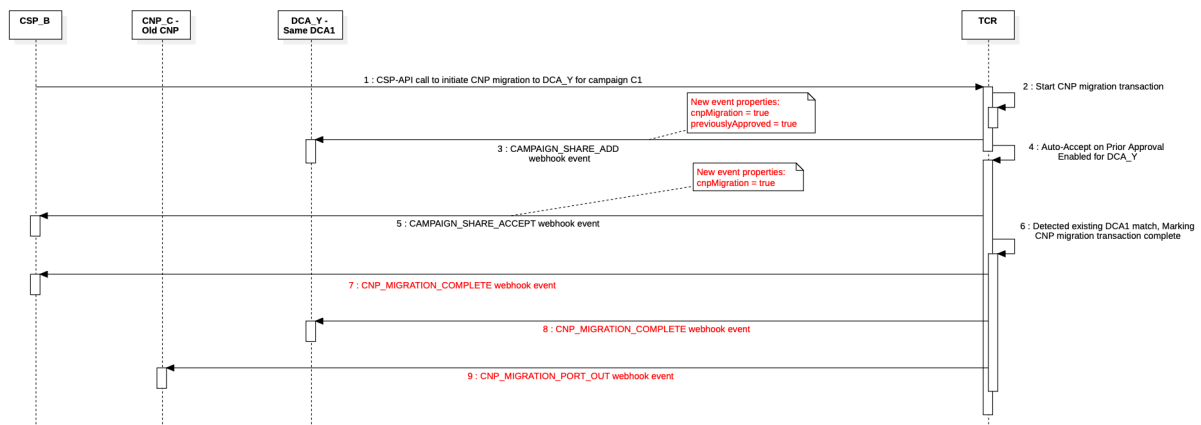 CSP_B
CNP_C -
Old CNP
DCA_Y -
Same DCA1
TCR
1 : CSP-API call to initiate CNP migration to DCA_Y for campaign C1
2 : Start CNP migration transaction
New event properties:
cnpMigration = true
previouslyApproved = true
3 : CAMPAIGN_SHARE_ADD
webhook event
4 : Auto-Accept on Prior Approval
Enabled for DCA_Y
New event properties:
cnpMigration = true
5 : CAMPAIGN_SHARE_ACCEPT webhook event
6 : Detected existing DCA1 match, Marking
CNP migration transaction complete
7 : CNP_MIGRATION_COMPLETE webhook event
8 : CNP_MIGRATION_COMPLETE webhook event
9 : CNP_MIGRATION_PORT_OUT webhook event